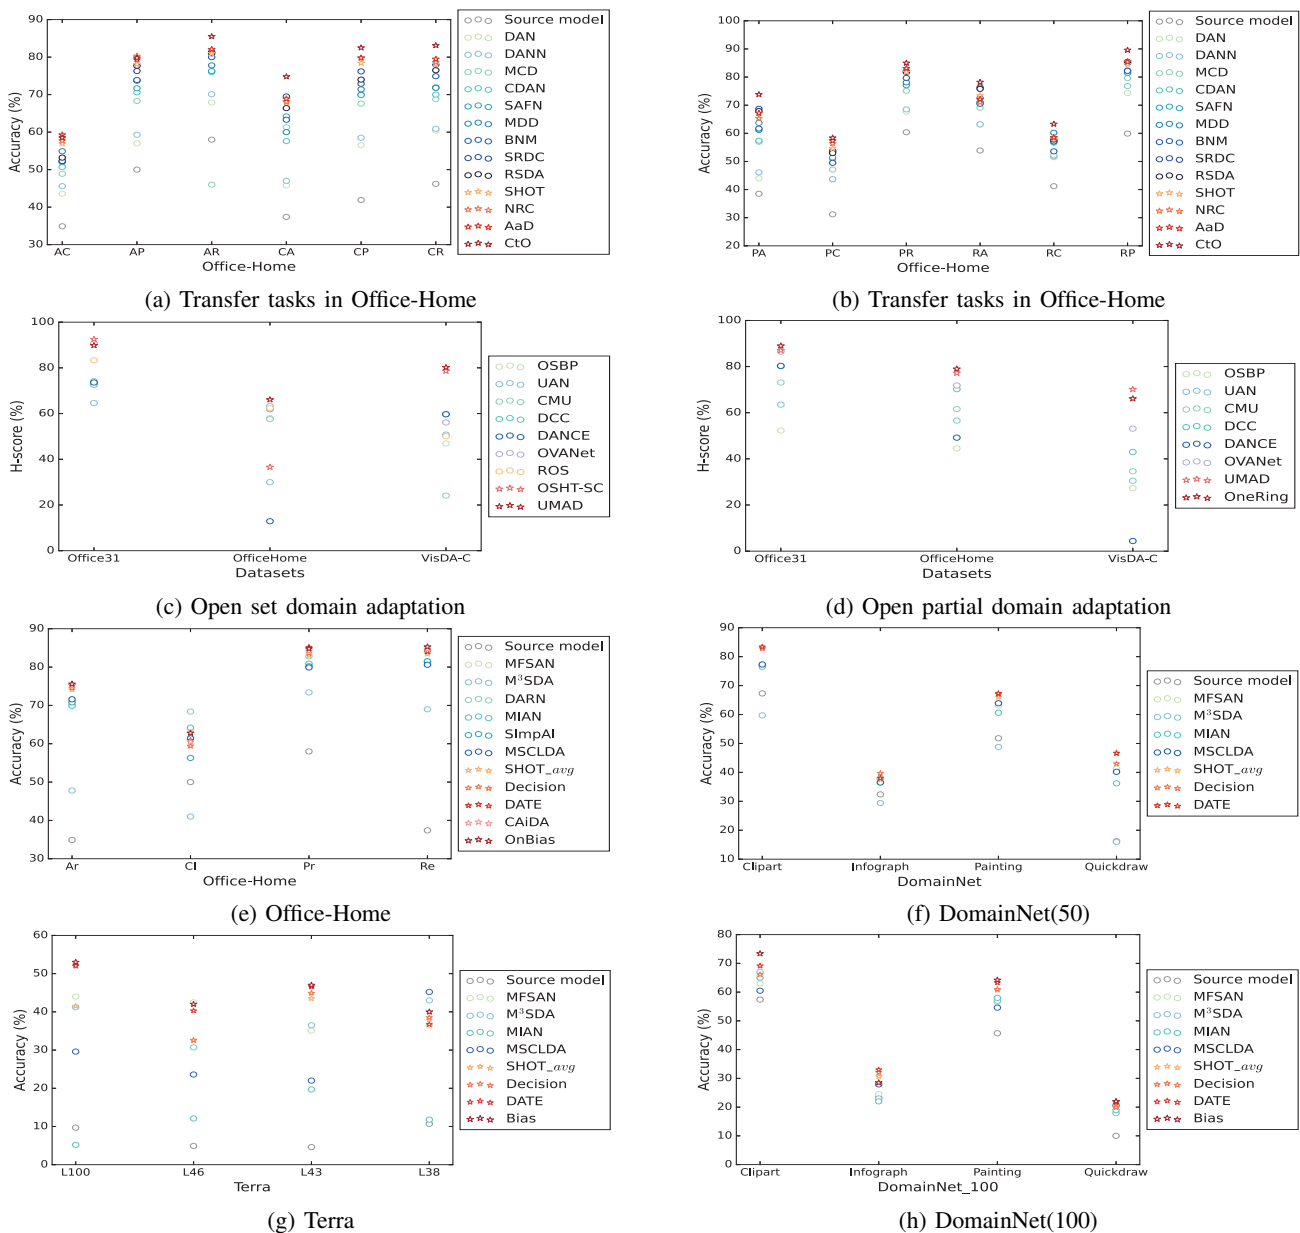 90
80
70
60
50
40
30
Accuracy (%)
AC AP AR CA CP CR
Office-Home
Source model
DAN
DANN
MCD
CDAN
SAFN
MDD
BNM
SRDC
RSDA
SHOT
NRC
AaD
CtO
(a) Transfer tasks in Office-Home
100
90
80
70
60
50
40
30
20
Accuracy (%)
PA PC PR RA RC RP
Office-Home
Source model
DAN
DANN
MCD
CDAN
SAFN
MDD
BNM
SRDC
RSDA
SHOT
NRC
AaD
CtO
(b) Transfer tasks in Office-Home
100
80
60
40
20
0
H-score (%)
Office31 OfficeHome VisDA-C
Datasets
OSBP
UAN
CMU
DCC
DANCE
OVANet
ROS
OSHT-SC
UMAD
(c) Open set domain adaptation
100
80
60
40
20
0
H-score (%)
Office31 OfficeHome VisDA-C
Datasets
OSBP
UAN
CMU
DCC
DANCE
OVANet
UMAD
OneRing
(d) Open partial domain adaptation
90
80
70
60
50
40
30
Accuracy (%)
Ar Cl Pr Re
Office-Home
Source model
MFSAN
M³SDA
DARN
MIAN
SImpAl
MSCLDA
SHOT_avg
Decision
DATE
CAiDA
OnBias
(e) Office-Home
90
80
70
60
50
40
30
20
10
Accuracy (%)
Clipart Infograph Painting Quickdraw
DomainNet
Source model
MFSAN
M³SDA
MIAN
MSCLDA
SHOT_avg
Decision
DATE
(f) DomainNet(50)
60
50
40
30
20
10
0
Accuracy (%)
L100 L46 L43 L38
Terra
Source model
MFSAN
M³SDA
MIAN
MSCLDA
SHOT_avg
Decision
DATE
Bias
(g) Terra
80
70
60
50
40
30
20
10
0
Accuracy (%)
Clipart Infograph Painting Quickdraw
DomainNet_100
Source model
MFSAN
M³SDA
MIAN
MSCLDA
SHOT_avg
Decision
DATE
Bias
(h) DomainNet(100)